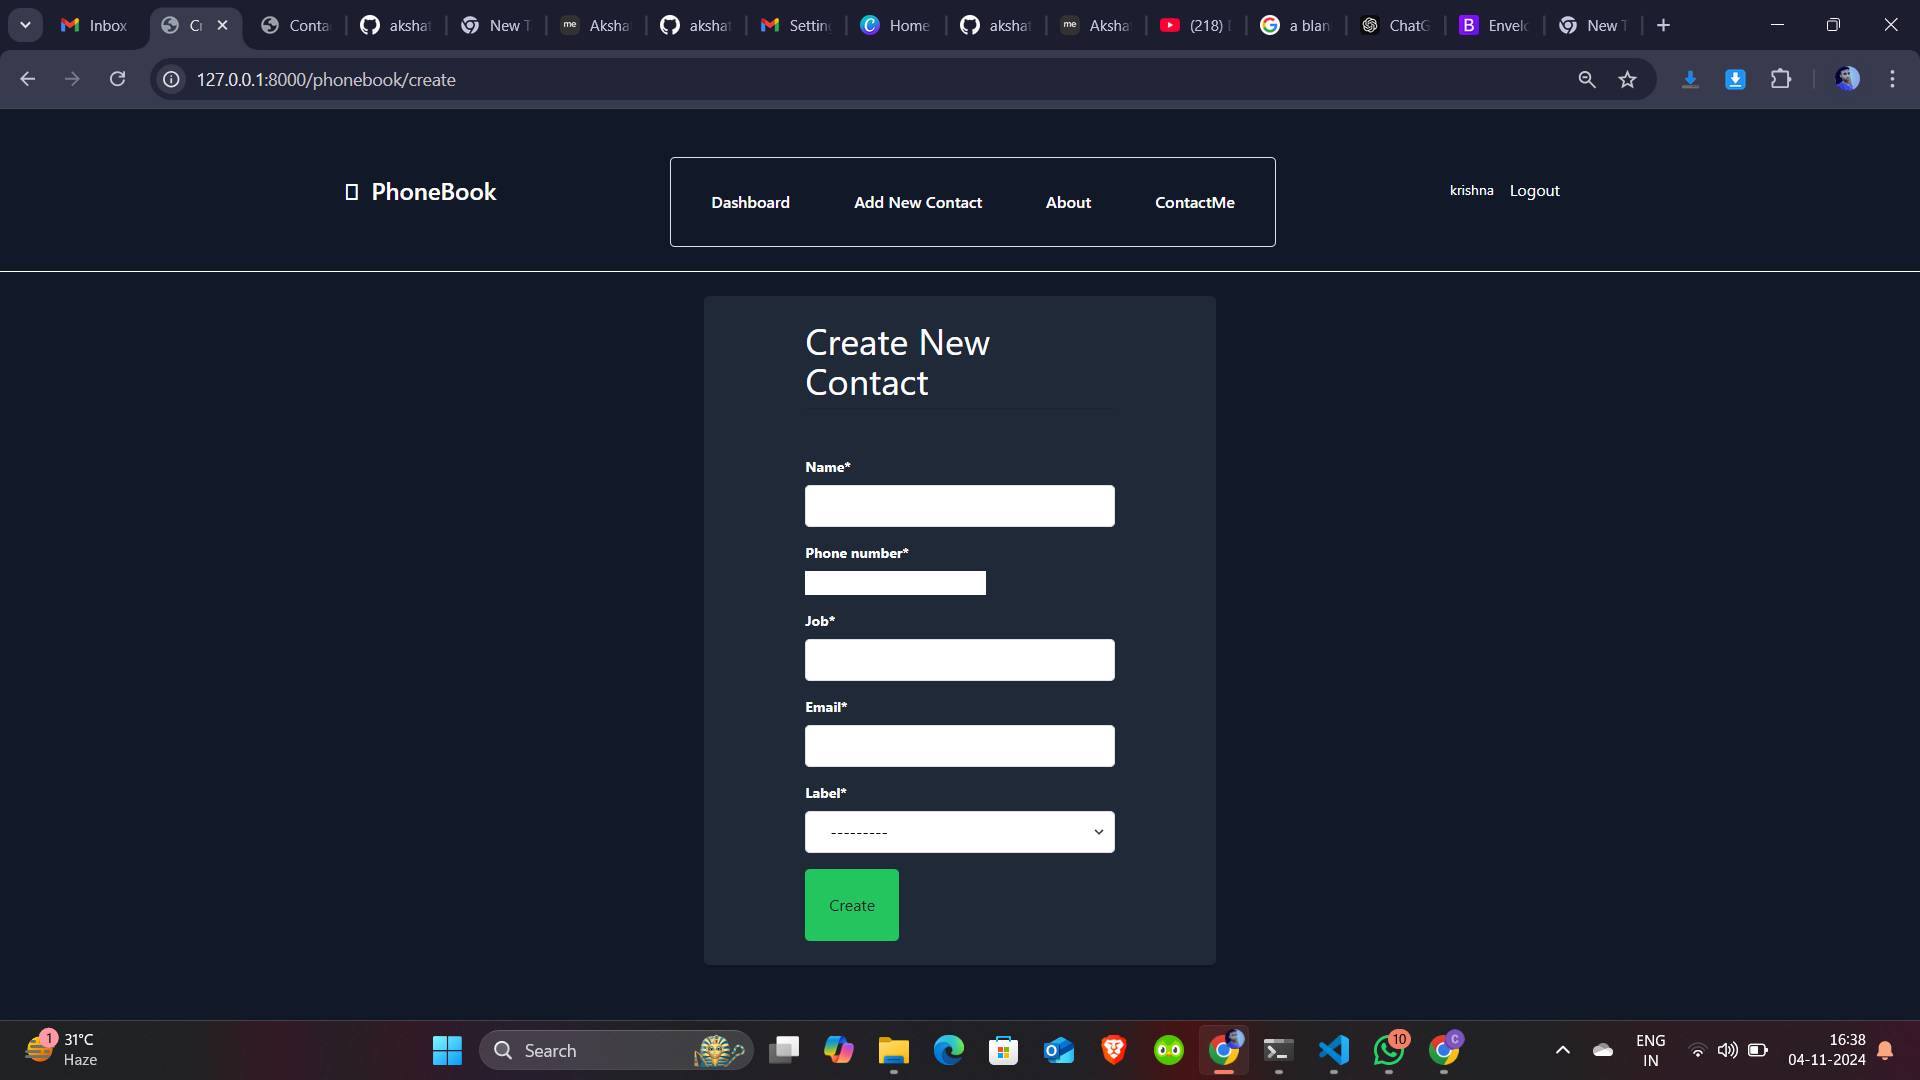 Inbox
Cr
Conta
akshat
New T
Aksha
akshat
Setting
Home
akshat
Aksha
(218)
a blan
ChatG
Envelo
New T
127.0.0.1:8000/phonebook/create
PhoneBook
Dashboard
Add New Contact
About
ContactMe
krishna
Logout
Create New
Contact
Name*
Phone number*
Job*
Email*
Label*
---------
Create
1
31°C
Haze
Search
10
C
ENG
IN
16:38
04-11-2024